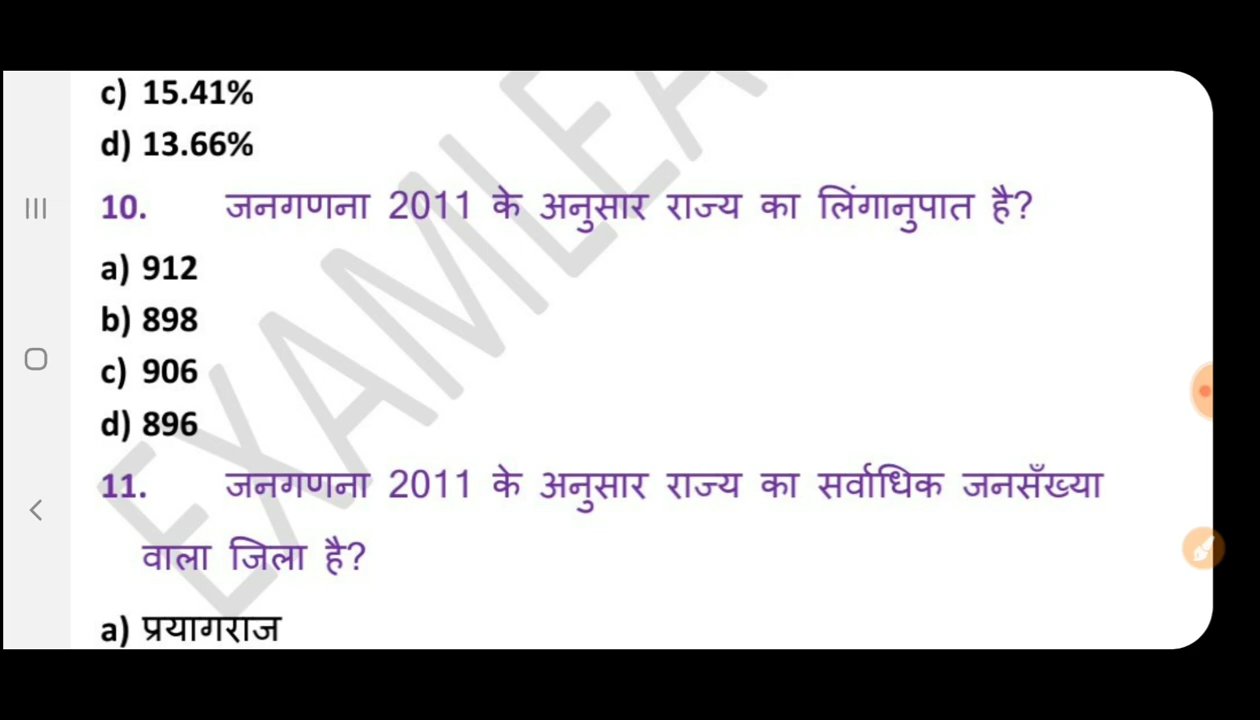 c) 15.41%
d) 13.66%
10. जनगणना 2011 के अनुसार राज्य का लिंगानुपात है?
a) 912
b) 898
c) 906
d) 896
11. जनगणना 2011 के अनुसार राज्य का सर्वाधिक जनसँख्या
वाला जिला है?
a) प्रयागराज
EXAMLEA